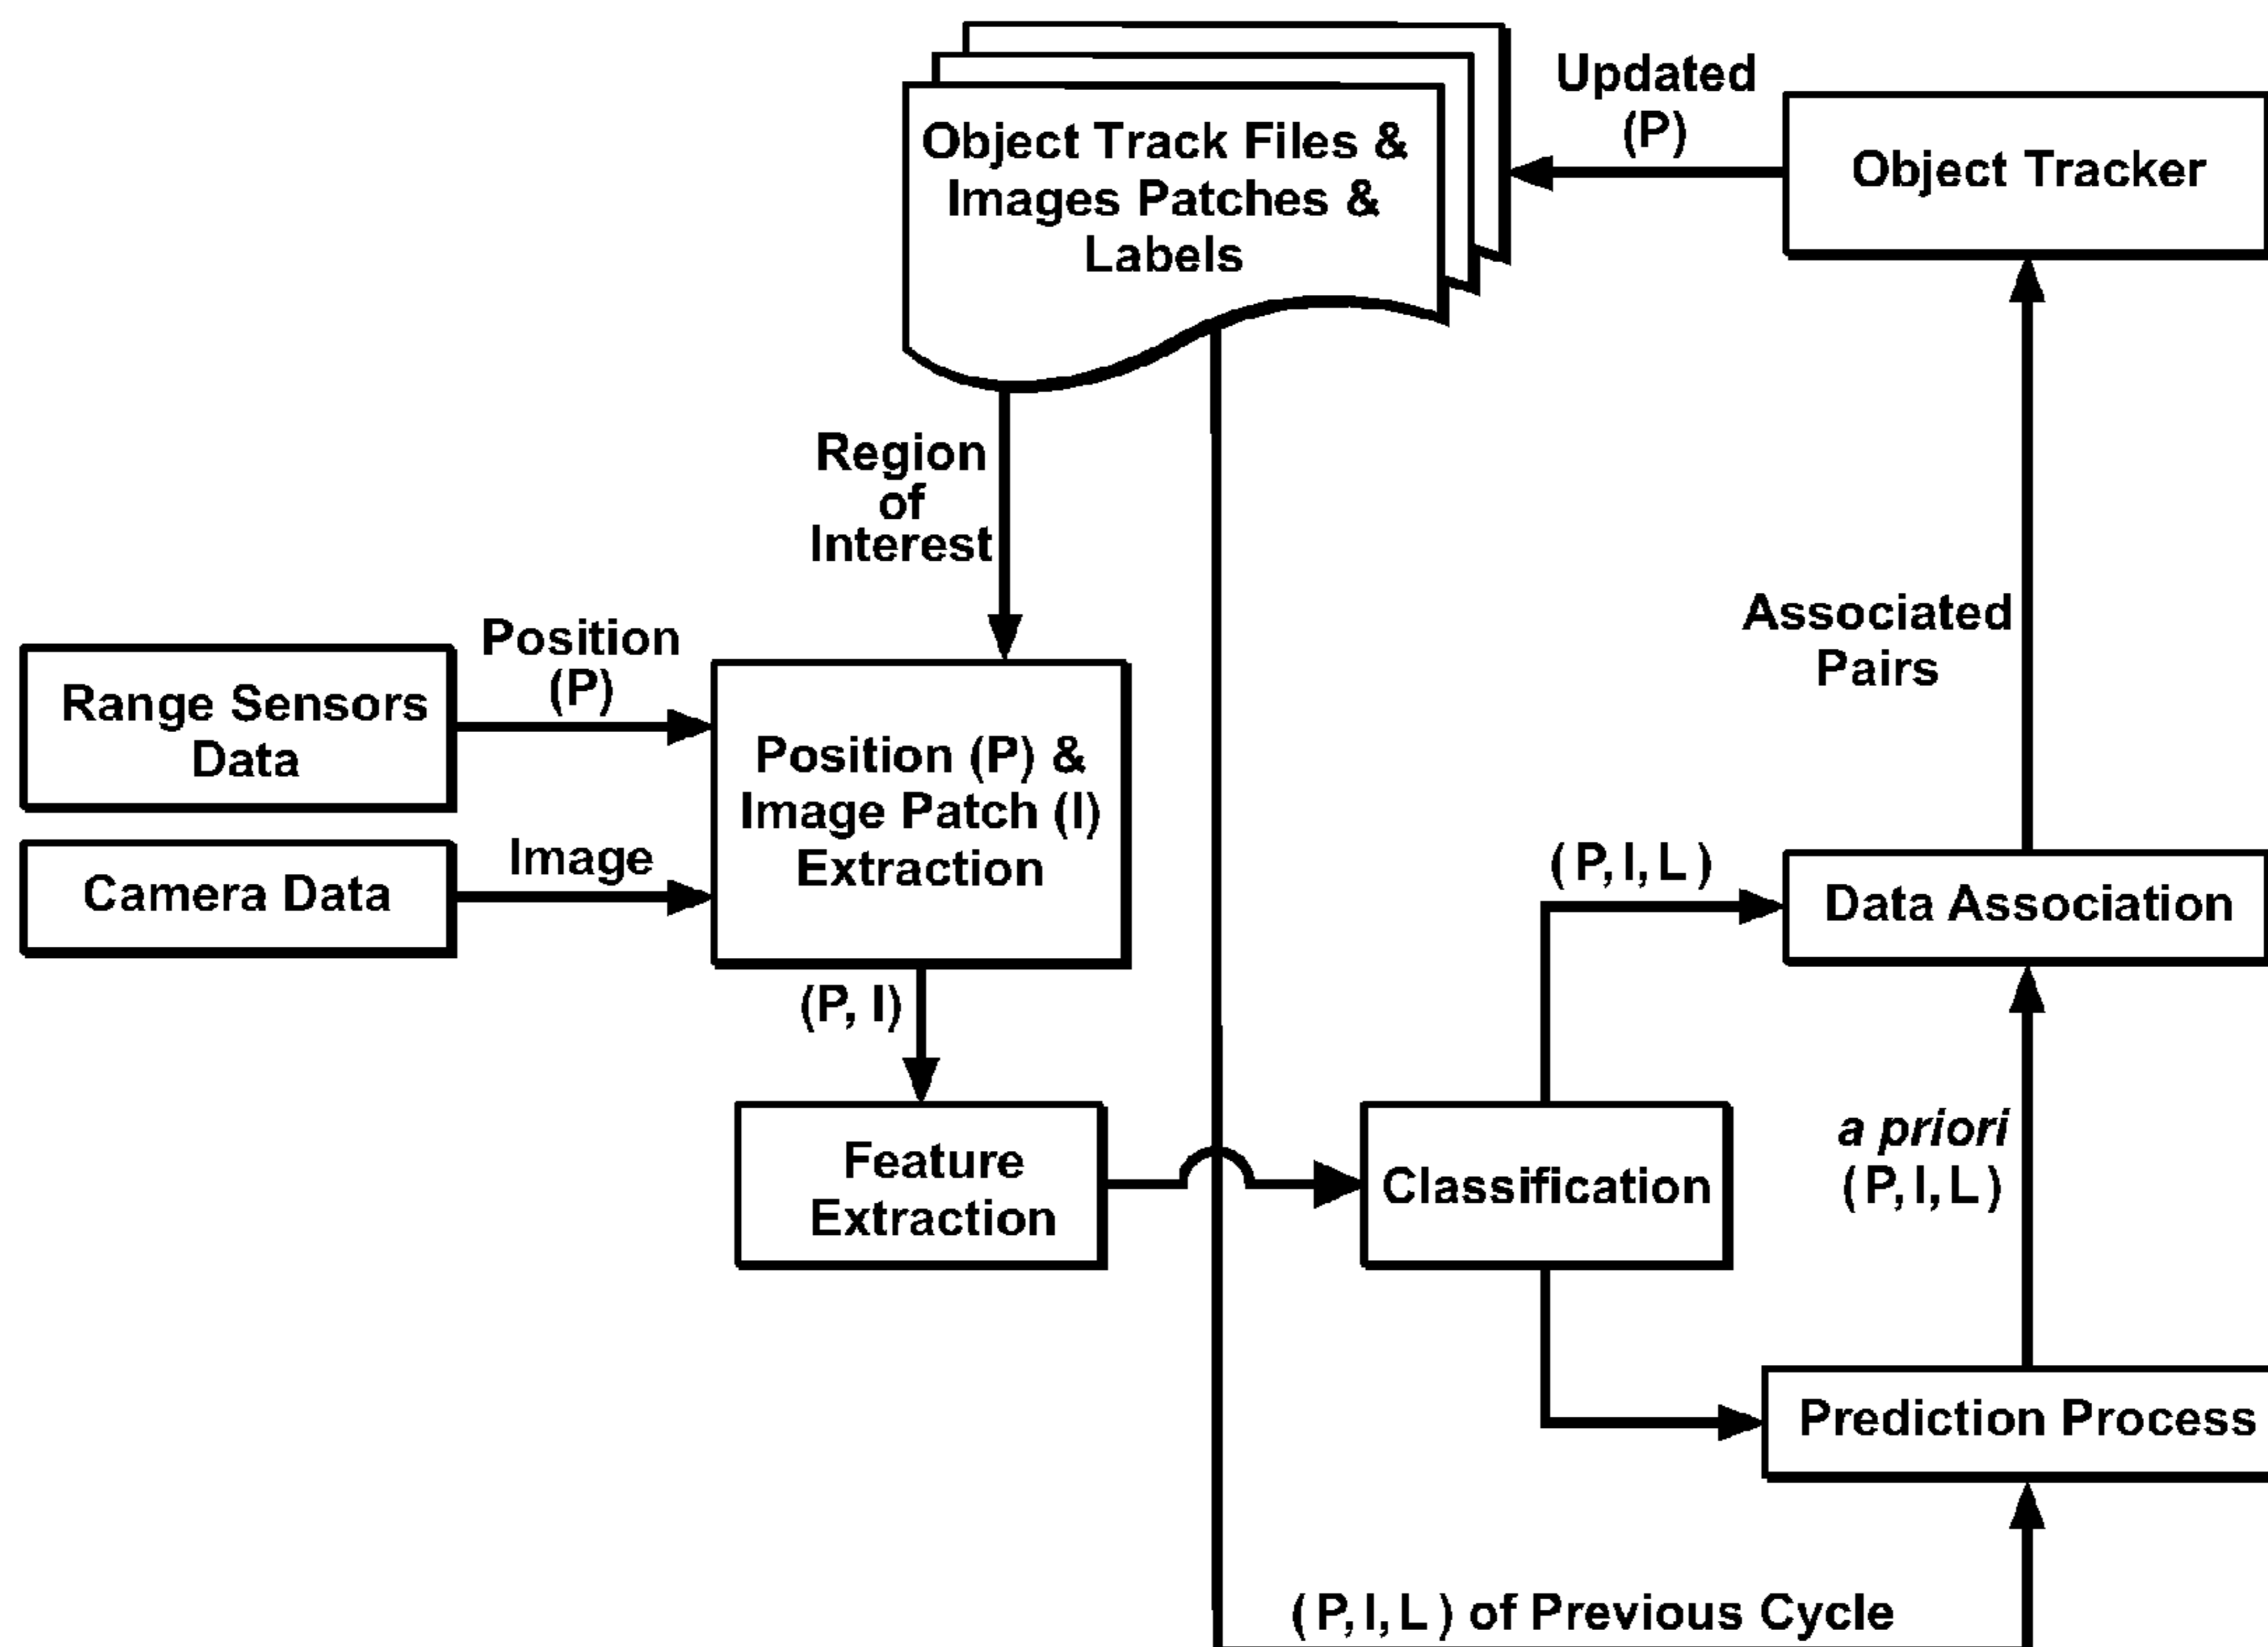 Object Track Files &
Images Patches &
Labels
Updated
(P)
Object Tracker
Region
of
Interest
Associated
Pairs
Range Sensors
Data
Position
(P)
Position (P) &
Image Patch (I)
Extraction
Camera Data
Image
(P, I)
( P, I, L )
Data Association
Feature
Extraction
Classification
a priori
( P, I, L )
Prediction Process
( P, I, L ) of Previous Cycle